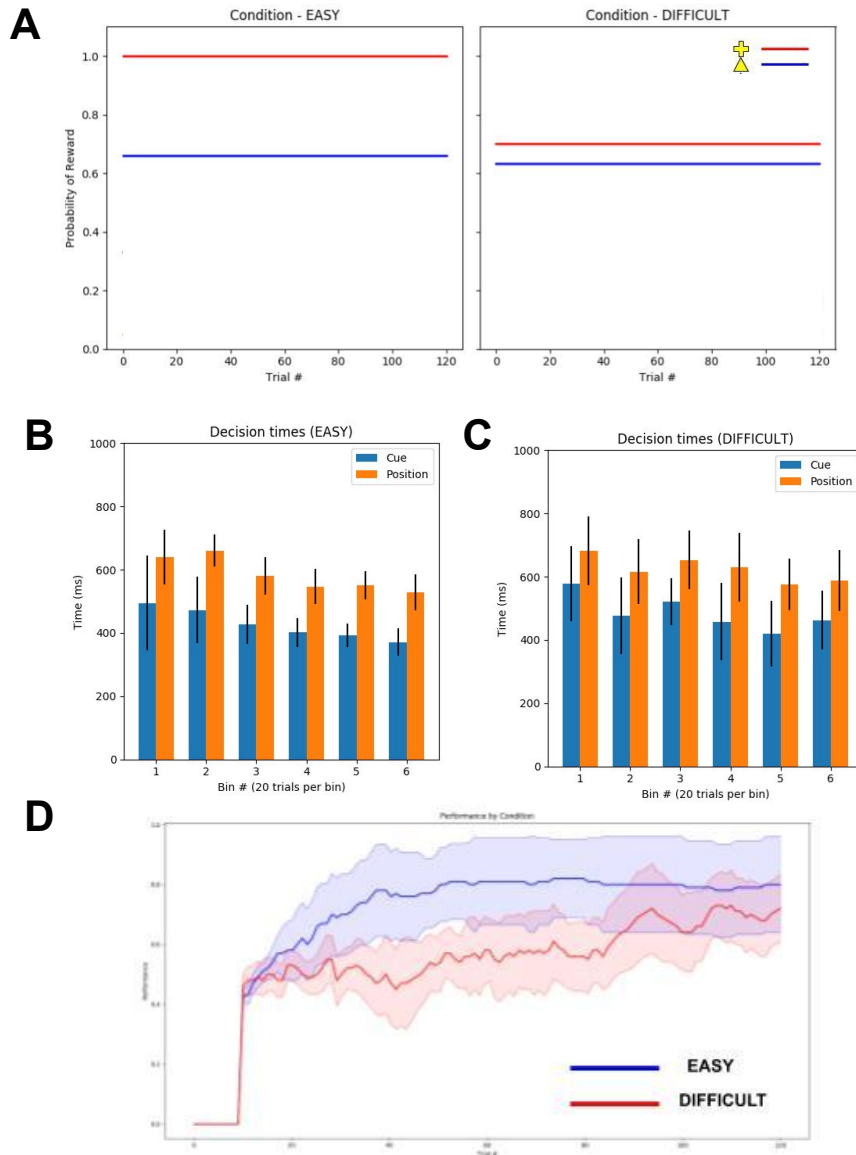 A
Condition - EASY
Condition - DIFFICULT
Probability of Reward
1.0
0.8
0.6
0.4
0.2
0.0
0 20 40 60 80 100 120
0 20 40 60 80 100 120
Trial #
Trial #
B
Decision times (EASY)
Cue
Position
Time (ms)
1000
800
600
400
200
0
1 2 3 4 5 6
Bin # (20 trials per bin)
C
Decision times (DIFFICULT)
Cue
Position
Time (ms)
1000
800
600
400
200
0
1 2 3 4 5 6
Bin # (20 trials per bin)
D
Performance by Condition
Performance
EASY
DIFFICULT
Trial #